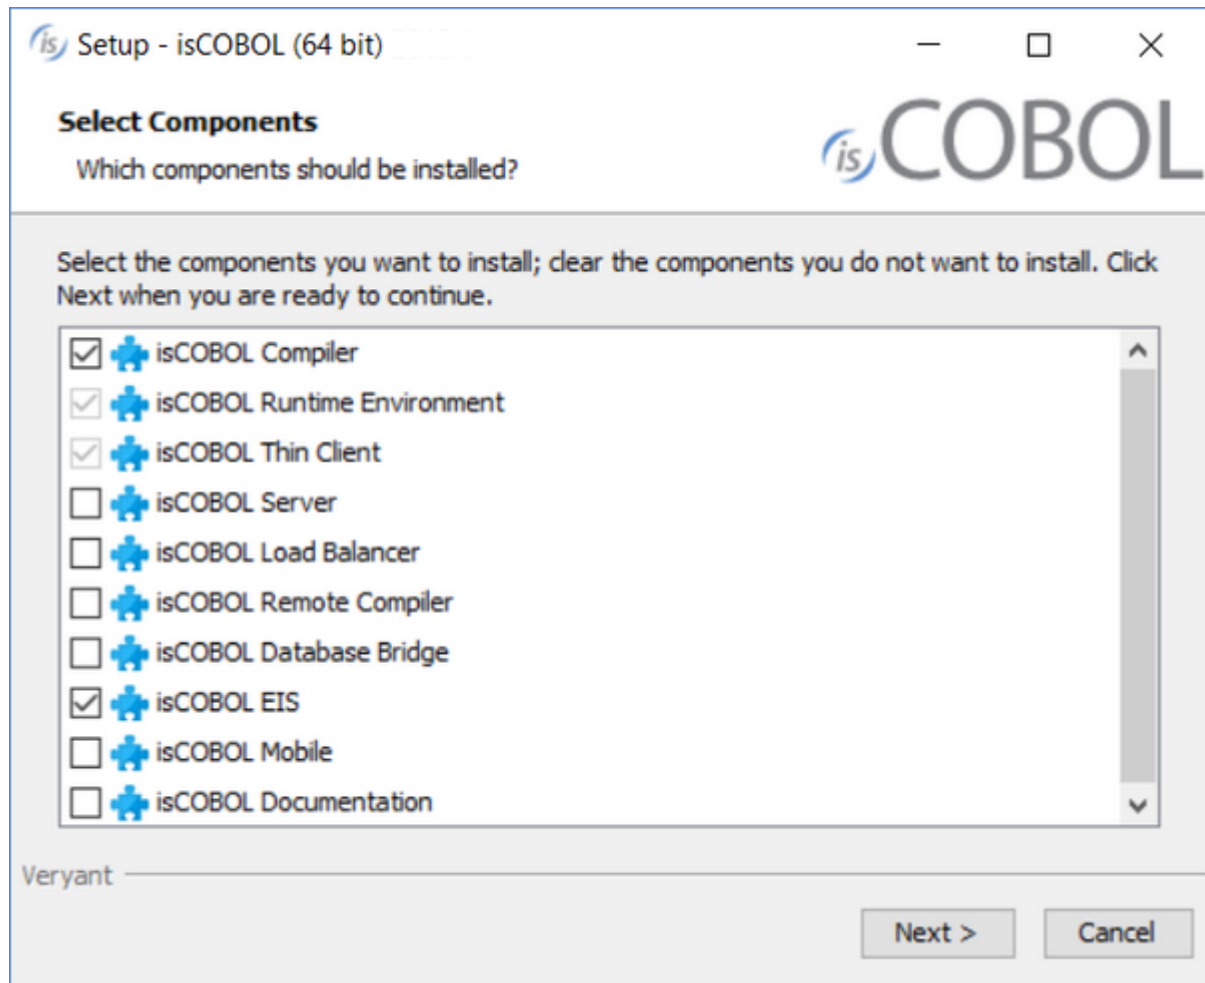 is Setup - isCOBOL (64 bit)
Select Components
Which components should be installed?
isCOBOL
Select the components you want to install; clear the components you do not want to install. Click
Next when you are ready to continue.
isCOBOL Compiler
isCOBOL Runtime Environment
isCOBOL Thin Client
isCOBOL Server
isCOBOL Load Balancer
isCOBOL Remote Compiler
isCOBOL Database Bridge
isCOBOL EIS
isCOBOL Mobile
isCOBOL Documentation
Veryant
Next > Cancel